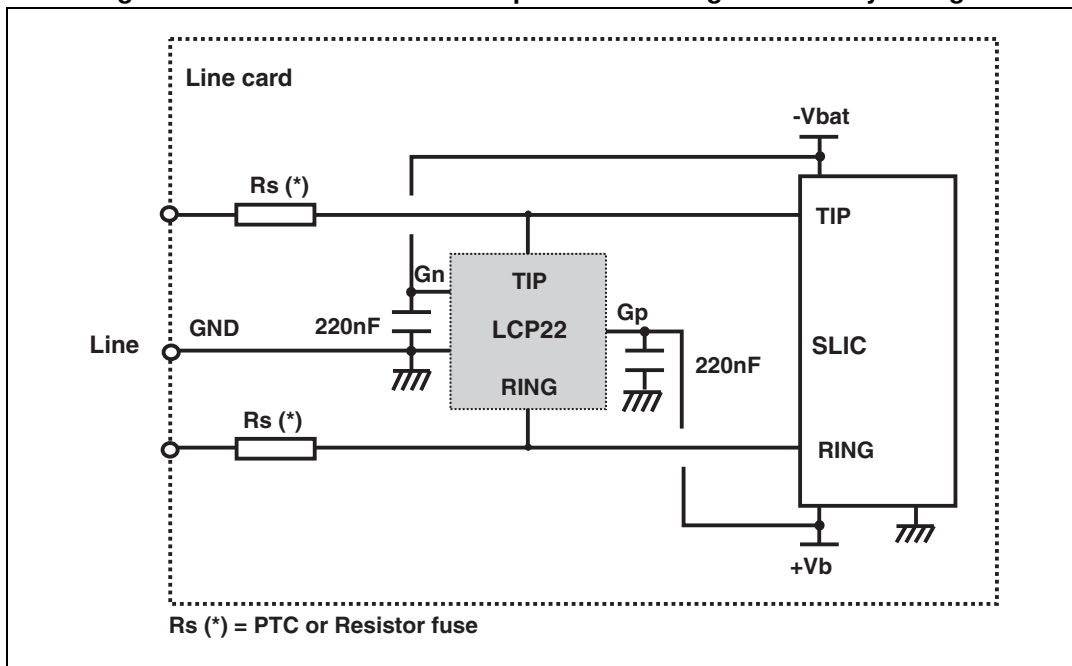 Line card
-Vbat
Rs (*)
TIP
Gn
TIP
Gp
220nF
GND
LCP22
Line
SLIC
220nF
RING
Rs (*)
RING
+Vb
Rs (*) = PTC or Resistor fuse